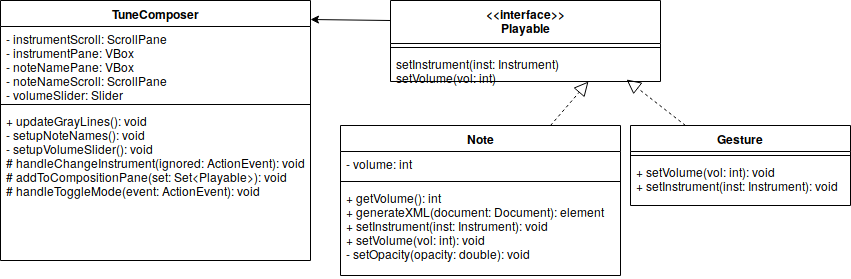 TuneComposer
- instrumentScroll: ScrollPane
- instrumentPane: VBox
- noteNamePane: VBox
- noteNameScroll: ScrollPane
- volumeSlider: Slider
+ updateGrayLines(): void
- setupNoteNames(): void
- setupVolumeSlider(): void
# handleChangeInstrument(ignored: ActionEvent): void
# addToCompositionPane(set: Set<Playable>): void
# handleToggleMode(event: ActionEvent): void
<<interface>>
Playable
setInstrument(inst: Instrument)
setVolume(vol: int)
Note
- volume: int
+ getVolume(): int
+ generateXML(document: Document): element
+ setInstrument(inst: Instrument): void
+ setVolume(vol: int): void
- setOpacity(opacity: double): void
Gesture
+ setVolume(vol: int): void
+ setInstrument(inst: Instrument): void